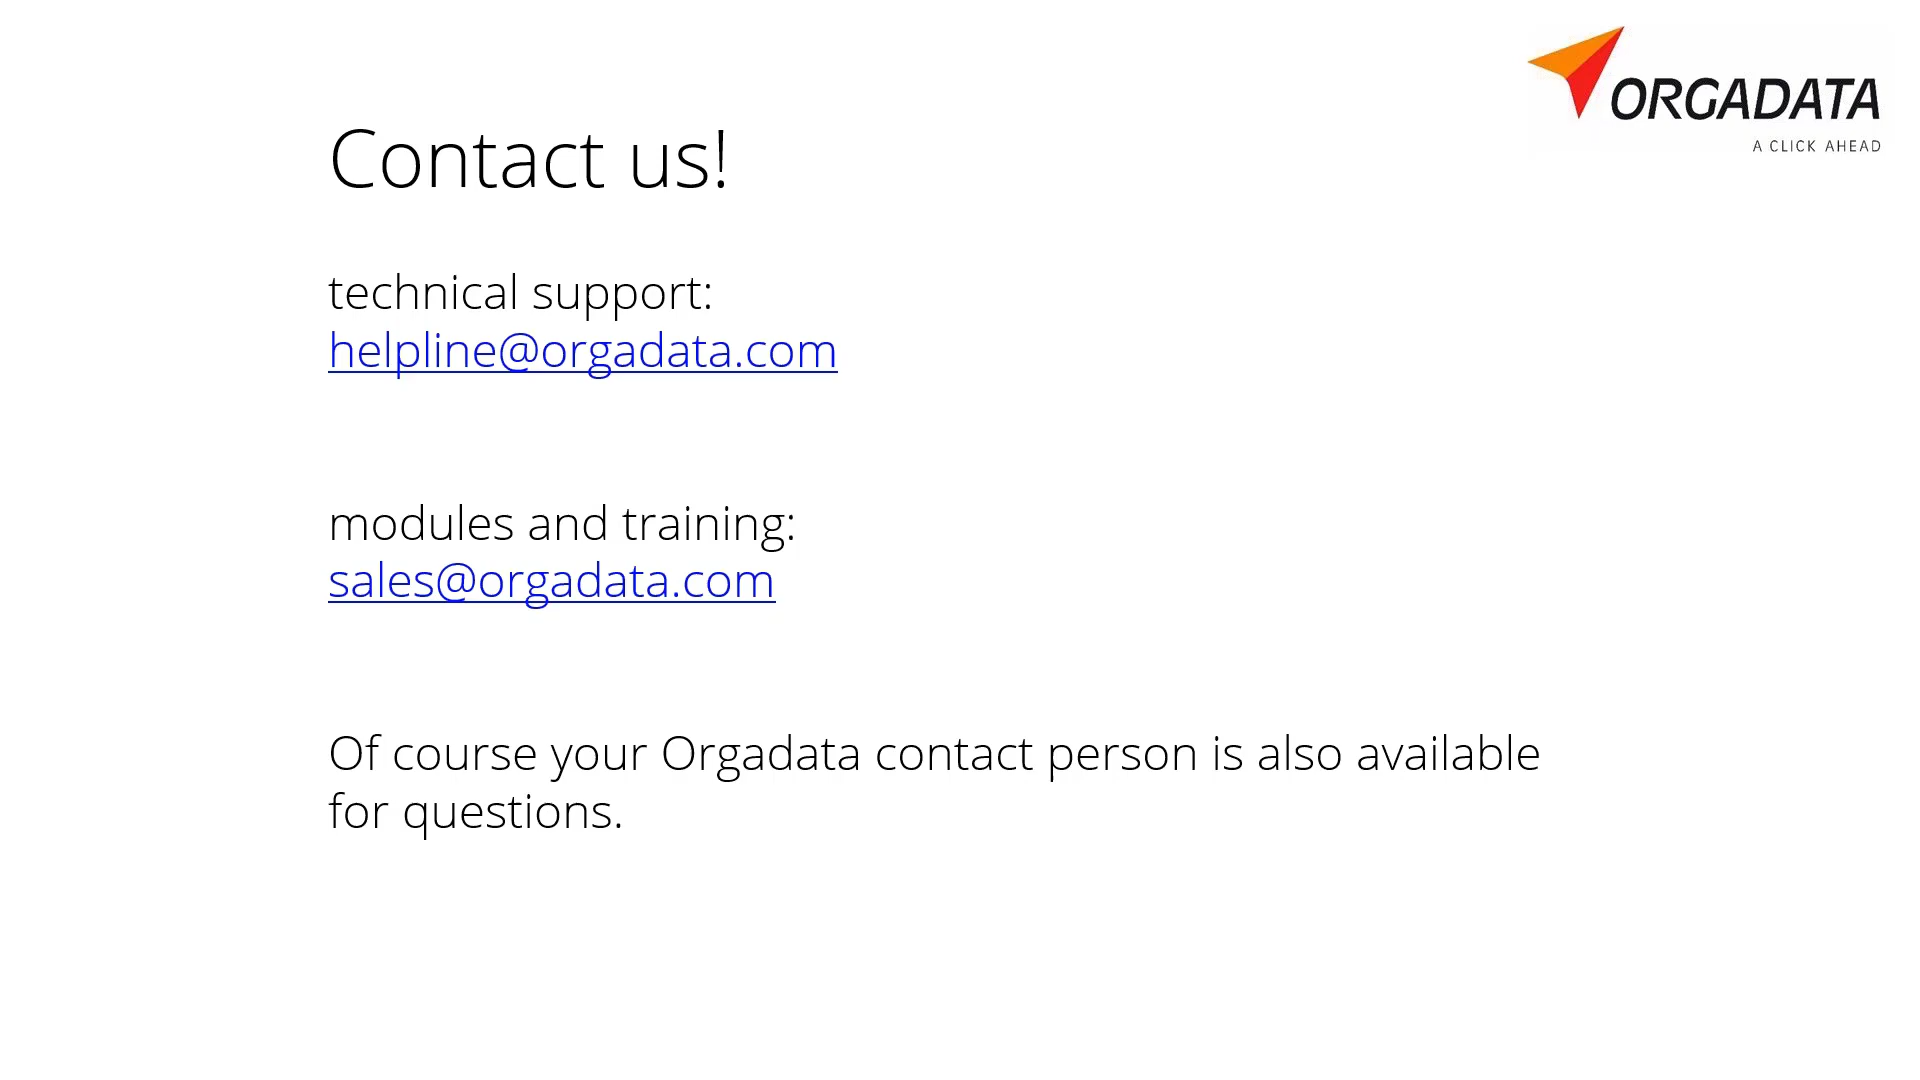 ORGADATA
A CLICK AHEAD
Contact us!
technical support:
helpline@orgadata.com
modules and training:
sales@orgadata.com
Of course your Orgadata contact person is also available
for questions.